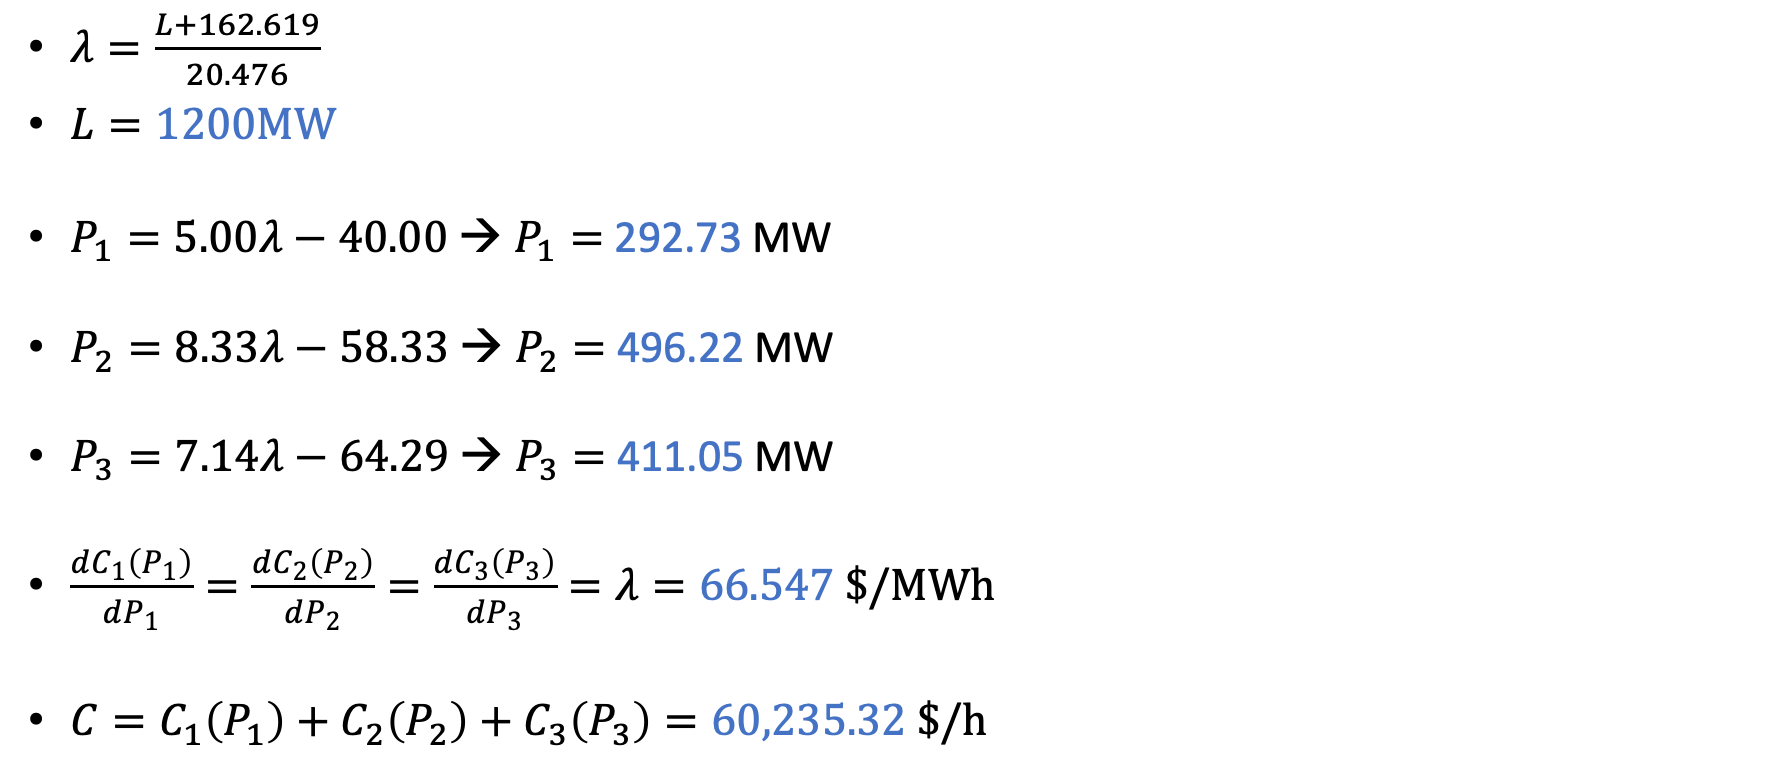 • λ = L+162.619 / 20.476
• L = 1200MW
• P₁ = 5.00λ − 40.00 → P₁ = 292.73 MW
• P₂ = 8.33λ − 58.33 → P₂ = 496.22 MW
• P₃ = 7.14λ − 64.29 → P₃ = 411.05 MW
• dC₁(P₁)/dP₁ = dC₂(P₂)/dP₂ = dC₃(P₃)/dP₃ = λ = 66.547 $/MWh
• C = C₁(P₁) + C₂(P₂) + C₃(P₃) = 60,235.32 $/h